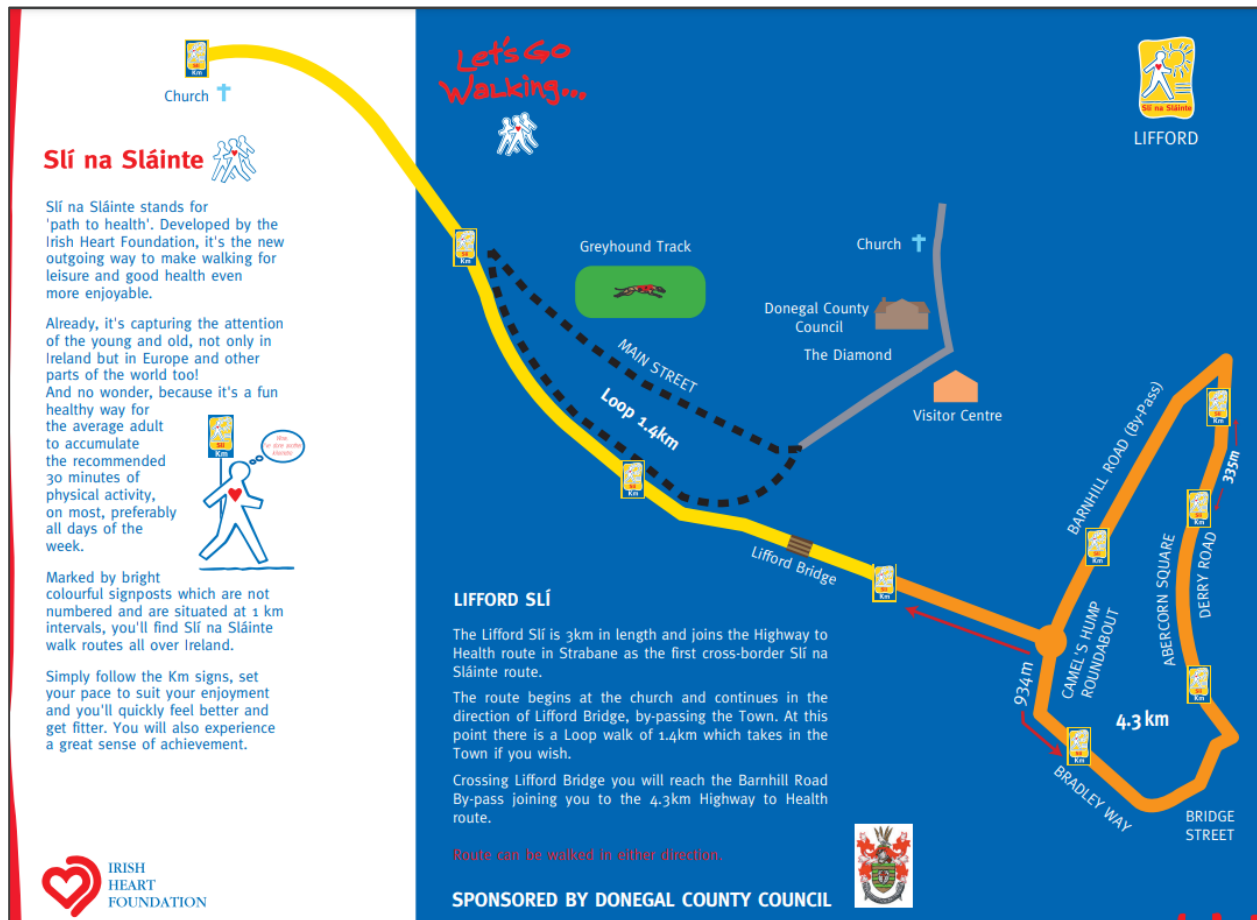 Church
Slí na Sláinte
Slí na Sláinte stands for
'path to health'. Developed by the
Irish Heart Foundation, it's the new
outgoing way to make walking for
leisure and good health even
more enjoyable.
Already, it's capturing the attention
of the young and old, not only in
Ireland but in Europe and other
parts of the world too!
And no wonder, because it's a fun
healthy way for
the average adult
to accumulate
the recommended
30 minutes of
physical activity,
on most, preferably
all days of the
week.
Slí
Km
Marked by bright
colourful signposts which are not
numbered and are situated at 1 km
intervals, you'll find Slí na Sláinte
walk routes all over Ireland.
Simply follow the Km signs, set
your pace to suit your enjoyment
and you'll quickly feel better and
get fitter. You will also experience
a great sense of achievement.
IRISH
HEART
FOUNDATION
Let's Go
Walking...
Slí na Sláinte
LIFFORD
Greyhound Track
Church
Donegal County
Council
The Diamond
Visitor Centre
MAIN STREET
Loop 1.4km
Lifford Bridge
BARNHILL ROAD (By-Pass)
335m
ABERCORN SQUARE
DERRY ROAD
CAMEL'S HUMP
ROUNDABOUT
934m
4.3 km
BRADLEY WAY
BRIDGE
STREET
LIFFORD SLÍ
The Lifford Slí is 3km in length and joins the Highway to
Health route in Strabane as the first cross-border Slí na
Sláinte route.
The route begins at the church and continues in the
direction of Lifford Bridge, by-passing the Town. At this
point there is a Loop walk of 1.4km which takes in the
Town if you wish.
Crossing Lifford Bridge you will reach the Barnhill Road
By-pass joining you to the 4.3km Highway to Health
route.
Route can be walked in either direction.
SPONSORED BY DONEGAL COUNTY COUNCIL